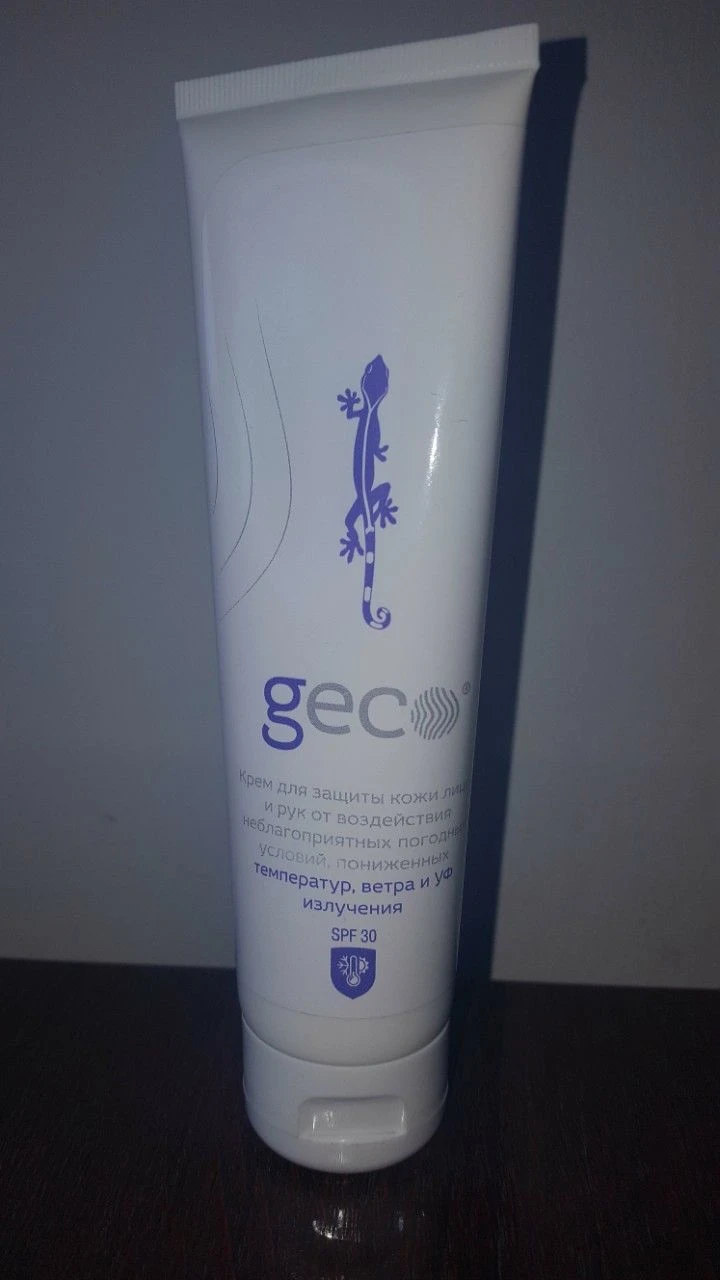 geco®
Крем для защиты кожи лица
и рук от воздействия
неблагоприятных погодных
условий, пониженных
температур, ветра и УФ
излучения
SPF 30